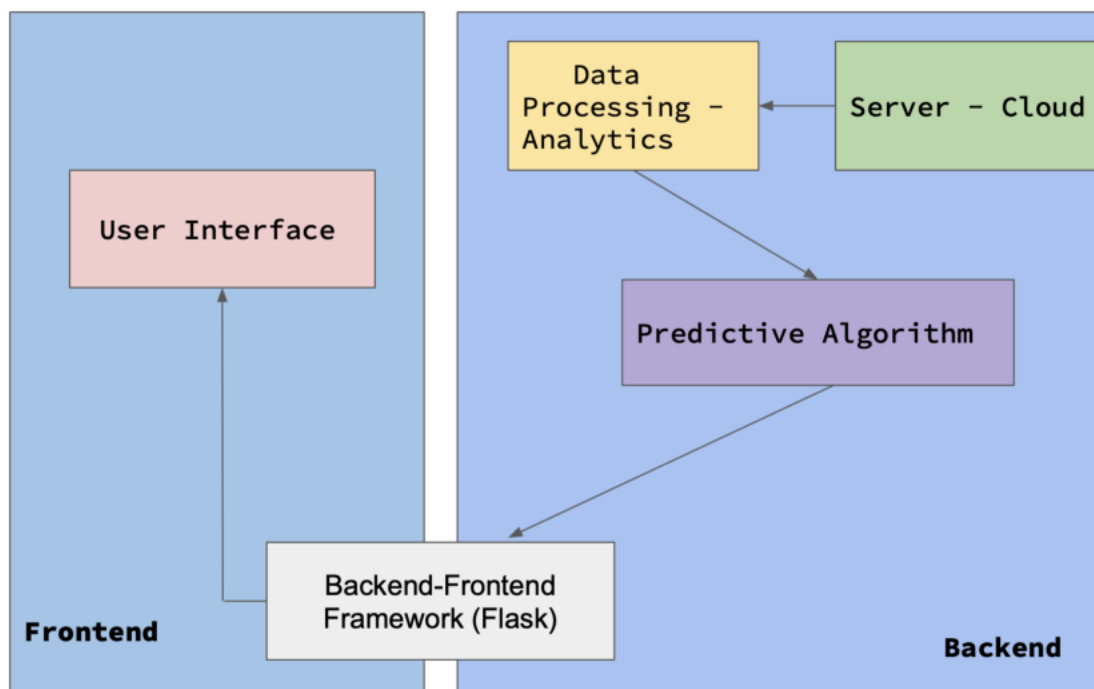 Data
Processing -
Analytics
Server - Cloud
User Interface
Predictive Algorithm
Backend-Frontend
Framework (Flask)
Frontend
Backend